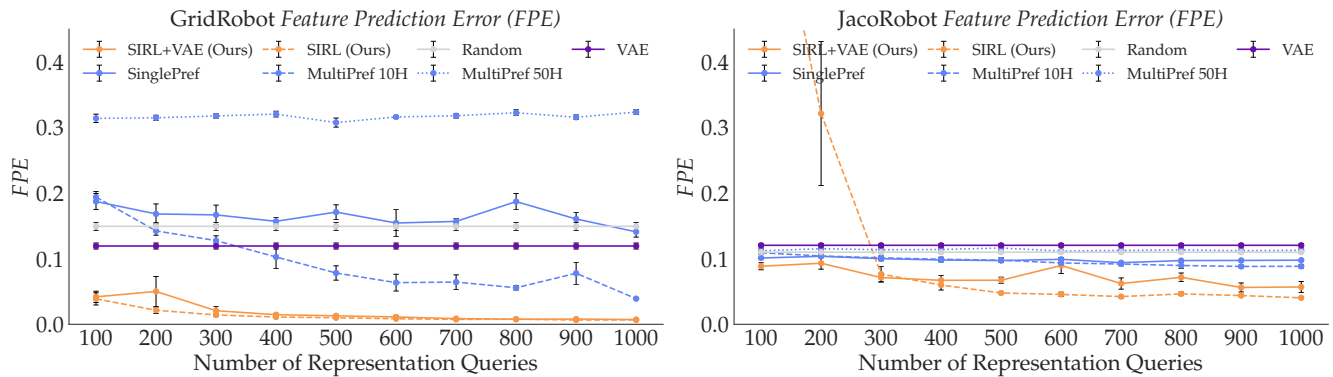 GridRobot Feature Prediction Error (FPE)
SIRL+VAE (Ours) SIRL (Ours) Random VAE
SinglePref MultiPref 10H MultiPref 50H
0.4
0.3
0.2
0.1
0.0
FPE
100 200 300 400 500 600 700 800 900 1000
Number of Representation Queries
JacoRobot Feature Prediction Error (FPE)
SIRL+VAE (Ours) SIRL (Ours) Random VAE
SinglePref MultiPref 10H MultiPref 50H
0.4
0.3
0.2
0.1
0.0
FPE
100 200 300 400 500 600 700 800 900 1000
Number of Representation Queries